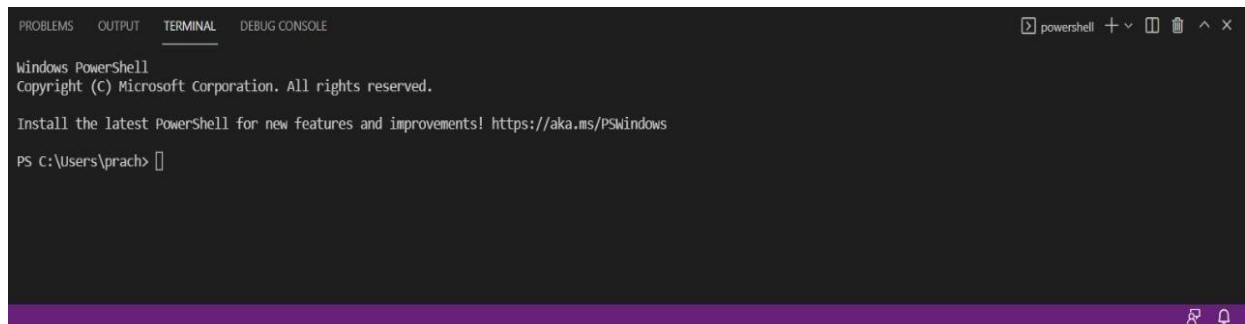 PROBLEMS OUTPUT TERMINAL DEBUG CONSOLE powershell
Windows PowerShell
Copyright (C) Microsoft Corporation. All rights reserved.
Install the latest PowerShell for new features and improvements! https://aka.ms/PSWindows
PS C:\Users\prach>